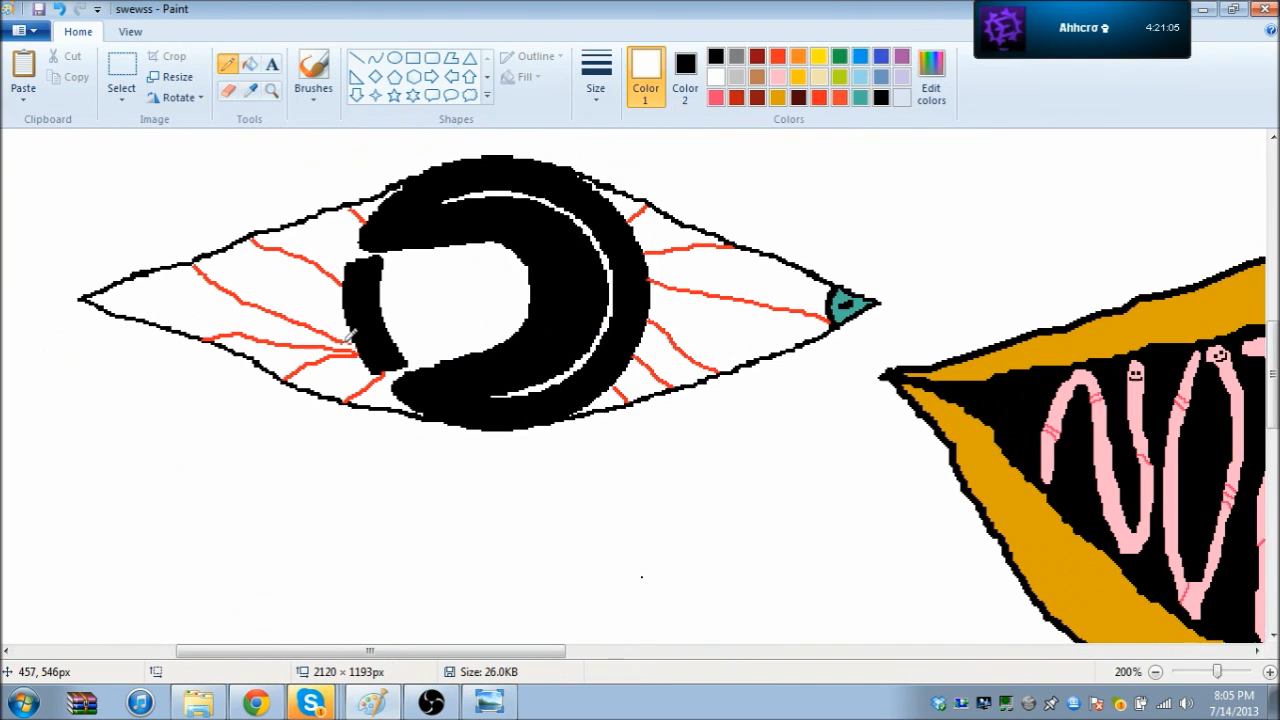 swewss - Paint
Ahhcro 4:21:05
Home View
Cut
Copy
Paste
Clipboard
Crop
Resize
Rotate
Select
Image
A
Tools
Brushes
Outline
Fill
Shapes
Size
Color 1
Color 2
Edit colors
Colors
457, 546px
2120 × 1193px
Size: 26.0KB
200%
8:05 PM
7/14/2013